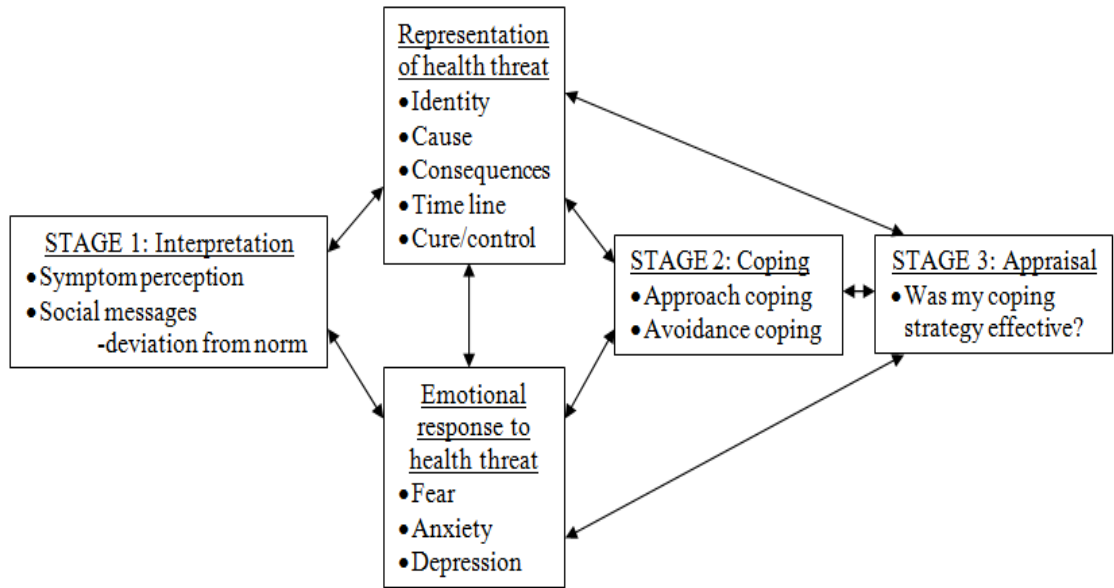 Representation
of health threat
•Identity
•Cause
•Consequences
•Time line
•Cure/control
STAGE 1: Interpretation
•Symptom perception
•Social messages
-deviation from norm
STAGE 2: Coping
•Approach coping
•Avoidance coping
STAGE 3: Appraisal
•Was my coping
strategy effective?
Emotional
response to
health threat
•Fear
•Anxiety
•Depression